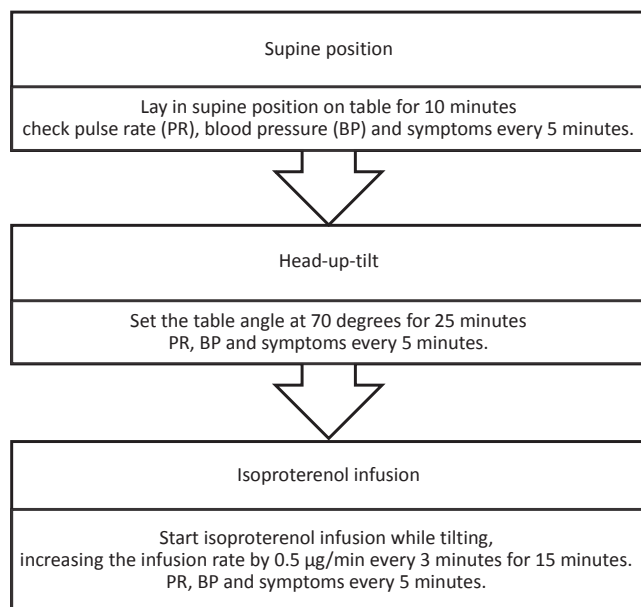 Supine position
Lay in supine position on table for 10 minutes
check pulse rate (PR), blood pressure (BP) and symptoms every 5 minutes.
Head-up-tilt
Set the table angle at 70 degrees for 25 minutes
PR, BP and symptoms every 5 minutes.
Isoproterenol infusion
Start isoproterenol infusion while tilting,
increasing the infusion rate by 0.5 µg/min every 3 minutes for 15 minutes.
PR, BP and symptoms every 5 minutes.